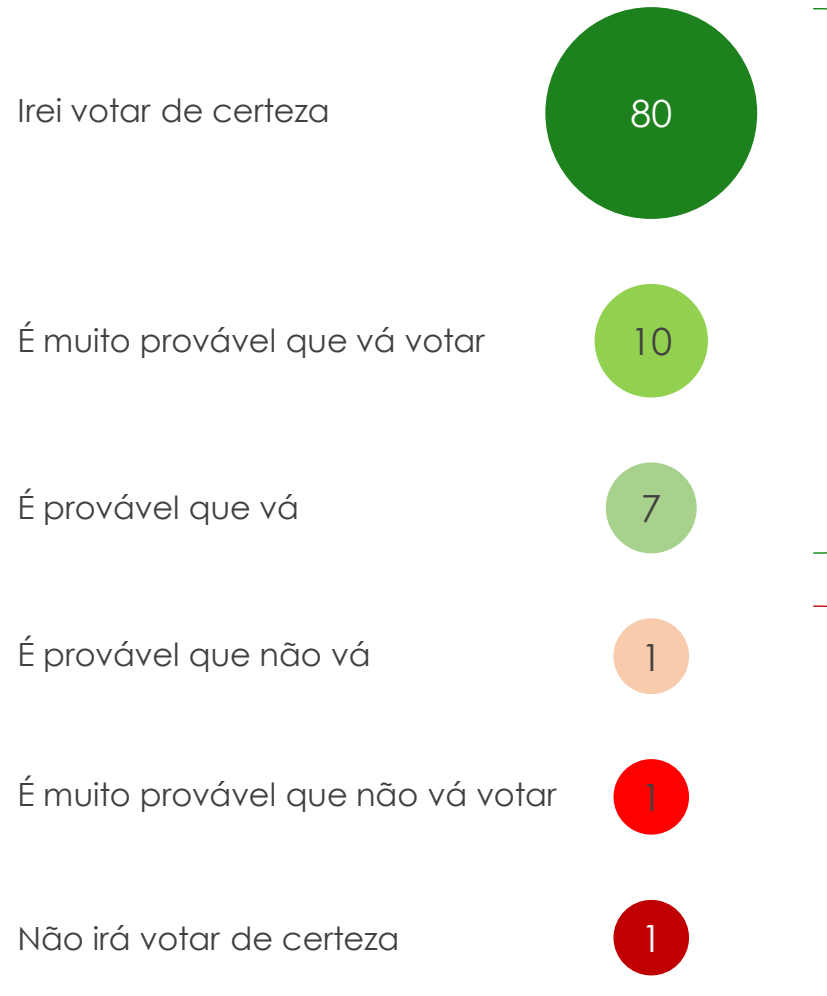 Irei votar de certeza 80
É muito provável que vá votar 10
É provável que vá 7
É provável que não vá 1
É muito provável que não vá votar 1
Não irá votar de certeza 1